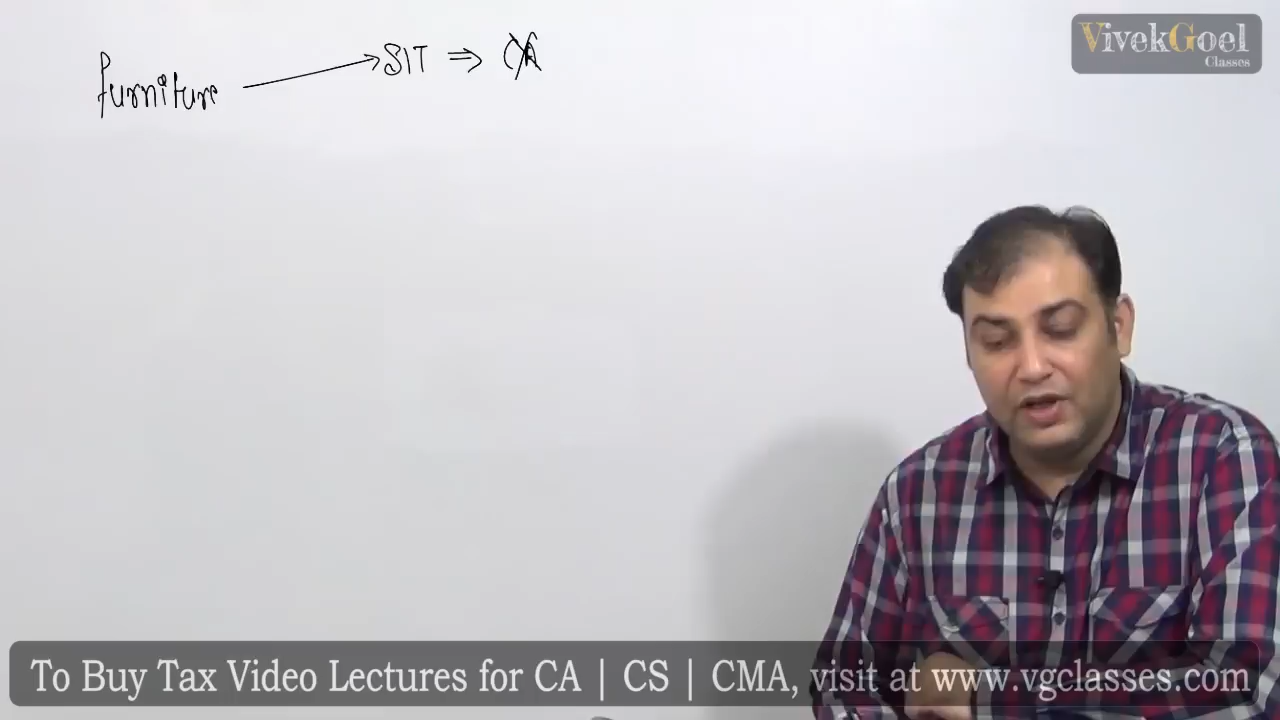 furniture → SIT ⇒ CA
VivekGoel
Classes
To Buy Tax Video Lectures for CA | CS | CMA, visit at www.vgclasses.com